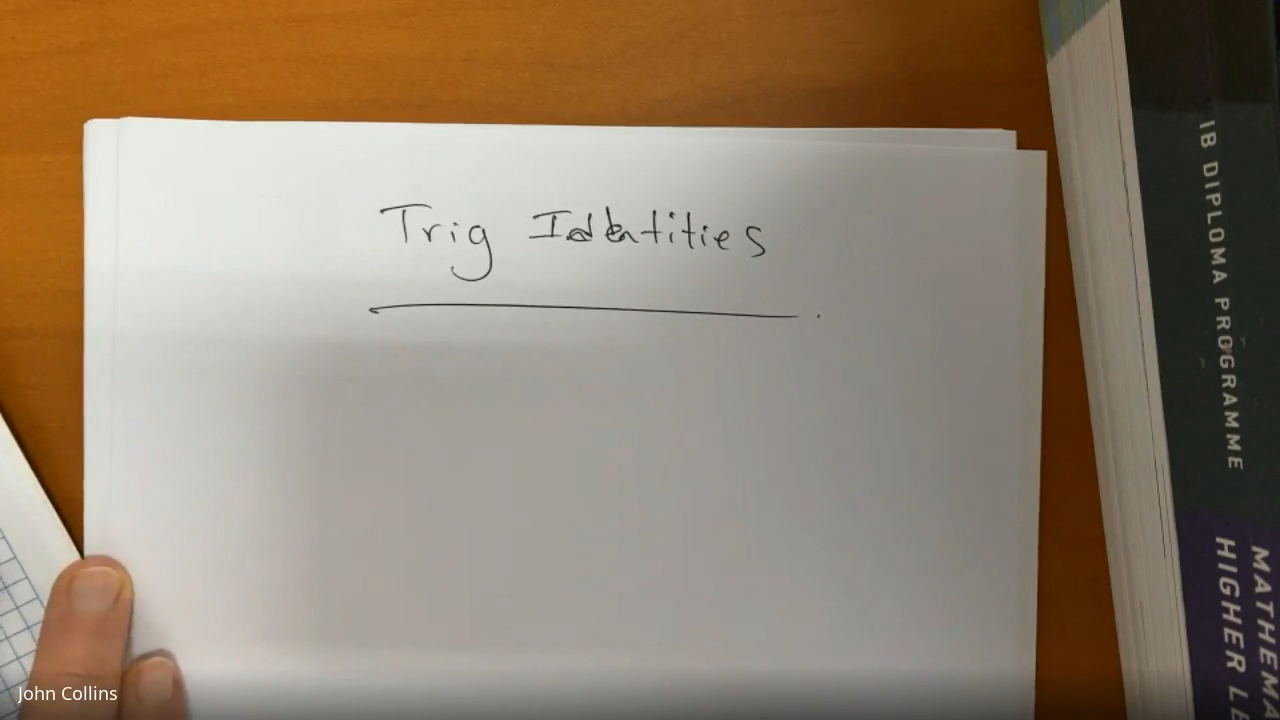 Trig Identities
IB DIPLOMA PROGRAMME
MATHEMA
HIGHER LE
John Collins